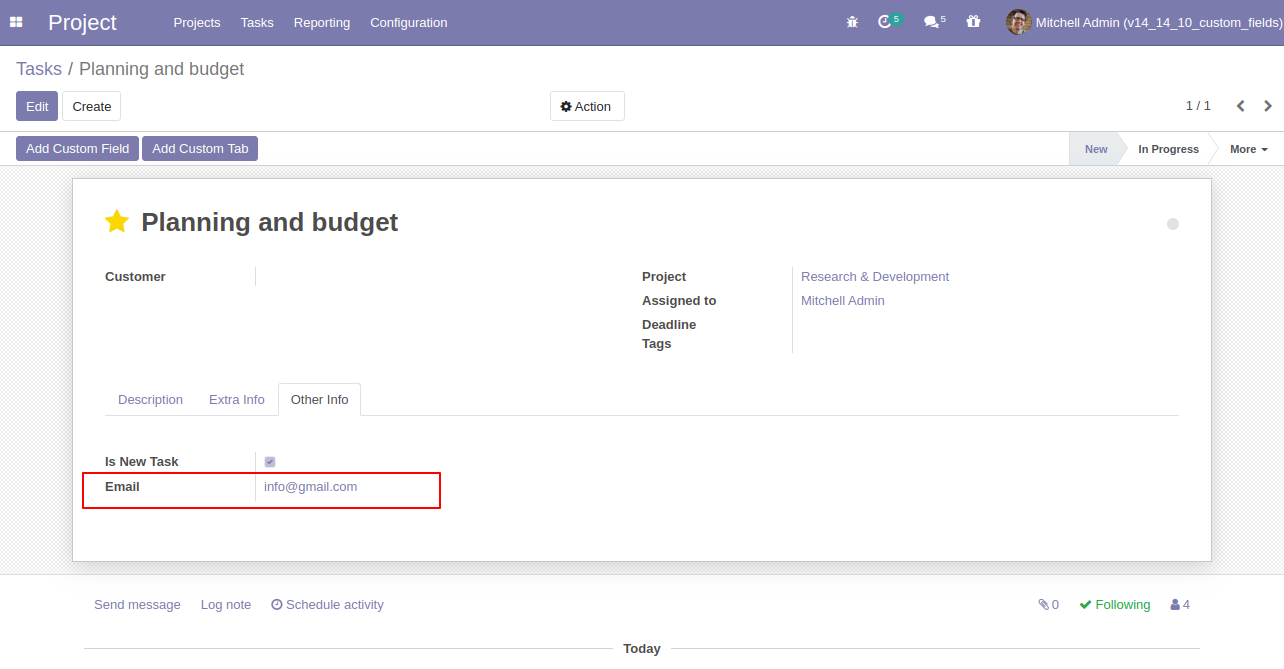 Project Projects Tasks Reporting Configuration 5 5 Mitchell Admin (v14_14_10_custom_fields)
Tasks / Planning and budget
Edit Create Action 1 / 1
Add Custom Field Add Custom Tab New In Progress More
Planning and budget
Customer Project Research & Development
Assigned to Mitchell Admin
Deadline
Tags
Description Extra Info Other Info
Is New Task
Email info@gmail.com
Send message Log note Schedule activity 0 Following 4
Today